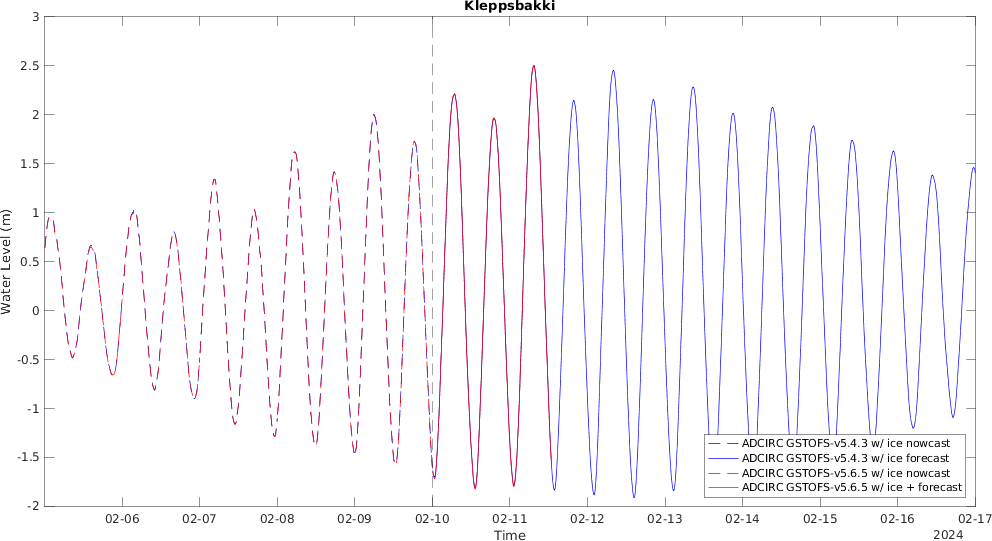 Kleppsbakki
Water Level (m)
3
2.5
2
1.5
1
0.5
0
-0.5
-1
-1.5
-2
ADCIRC GSTOFS-v5.4.3 w/ ice nowcast
ADCIRC GSTOFS-v5.4.3 w/ ice forecast
ADCIRC GSTOFS-v5.6.5 w/ ice nowcast
ADCIRC GSTOFS-v5.6.5 w/ ice + forecast
02-06 02-07 02-08 02-09 02-10 02-11 02-12 02-13 02-14 02-15 02-16 02-17
Time
2024